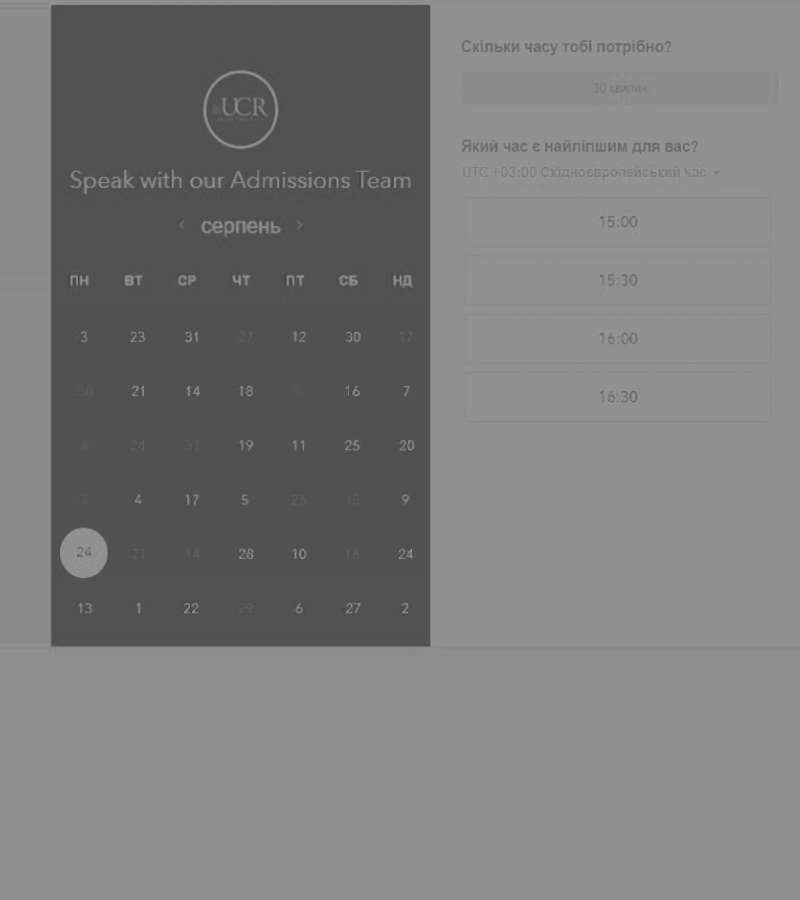 UCR
Speak with our Admissions Team
‹ серпень ›
ПН ВТ СР ЧТ ПТ СБ НД
3 23 31 27 12 30 17
30 21 14 18 5 16 7
4 24 31 19 11 25 20
3 4 17 5 26 15 9
24 21 14 28 10 18 24
13 1 22 29 6 27 2
Скільки часу тобі потрібно?
30 хвилин
Який час є найліпшим для вас?
UTC +03:00 Східноєвропейський час
15:00
15:30
16:00
16:30